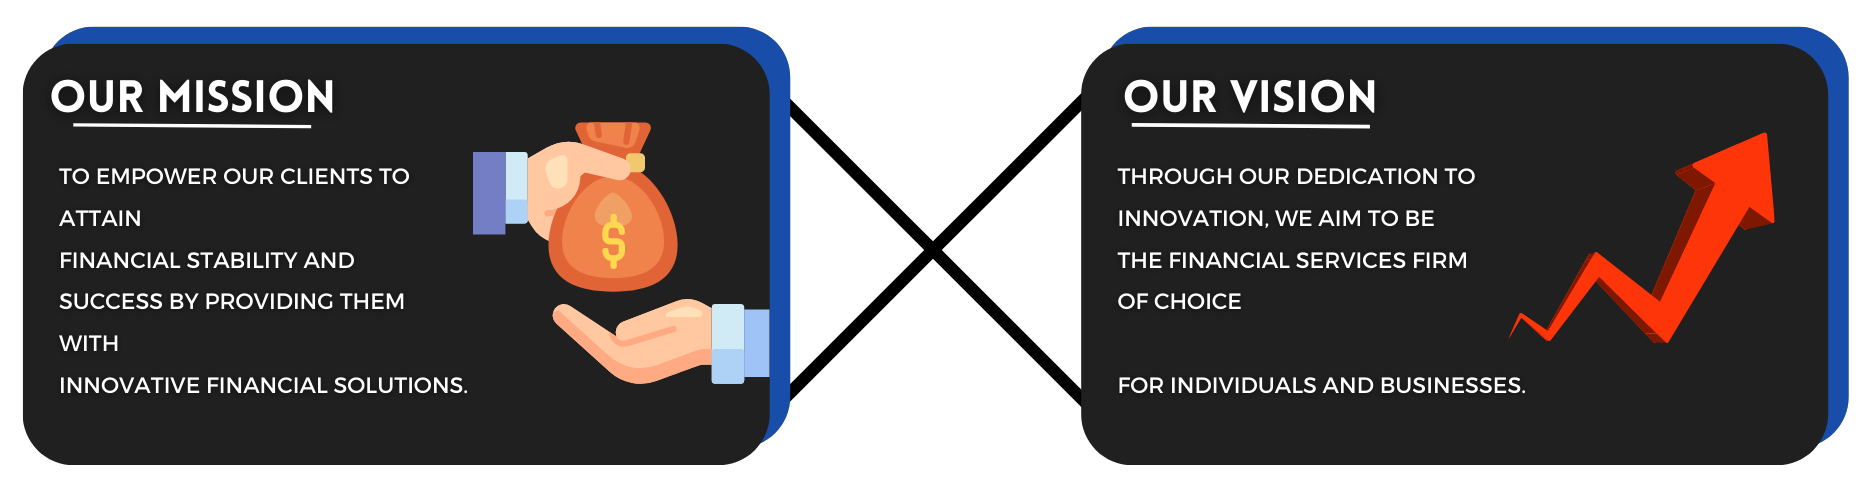 OUR MISSION
TO EMPOWER OUR CLIENTS TO
ATTAIN
FINANCIAL STABILITY AND
SUCCESS BY PROVIDING THEM
WITH
INNOVATIVE FINANCIAL SOLUTIONS.
$
OUR VISION
THROUGH OUR DEDICATION TO
INNOVATION, WE AIM TO BE
THE FINANCIAL SERVICES FIRM
OF CHOICE
FOR INDIVIDUALS AND BUSINESSES.